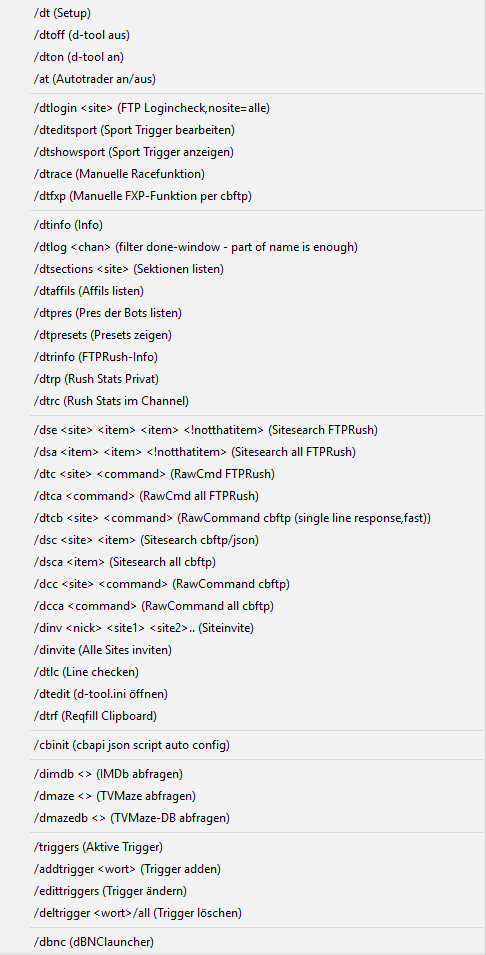 /dt (Setup)
/dtoff (d-tool aus)
/dton (d-tool an)
/at (Autotrader an/aus)
/dtlogin <site> (FTP Logincheck,nosite=alle)
/dteditsport (Sport Trigger bearbeiten)
/dtshowsport (Sport Trigger anzeigen)
/dtrace (Manuelle Racefunktion)
/dtfxp (Manuelle FXP-Funktion per cbftp)
/dtinfo (Info)
/dtlog <chan> (filter done-window - part of name is enough)
/dtsections <site> (Sektionen listen)
/dtaffils (Affils listen)
/dtpres (Pres der Bots listen)
/dtpresets (Presets zeigen)
/dtrinfo (FTPRush-Info)
/dtrp (Rush Stats Privat)
/dtrc (Rush Stats im Channel)
/dse <site> <item> <item> <!notthatitem> (Sitesearch FTPRush)
/dsa <item> <item> <!notthatitem> (Sitesearch all FTPRush)
/dtc <site> <command> (RawCmd FTPRush)
/dtca <command> (RawCmd all FTPRush)
/dtcb <site> <command> (RawCommand cbftp (single line response,fast))
/dsc <site> <item> (Sitesearch cbftp/json)
/dsca <item> (Sitesearch all cbftp)
/dcc <site> <command> (RawCommand cbftp)
/dcca <command> (RawCommand all cbftp)
/dinv <nick> <site1> <site2>.. (Siteinvite)
/dinvite (Alle Sites inviten)
/dtlc (Line checken)
/dtedit (d-tool.ini öffnen)
/dtrf (Reqfill Clipboard)
/cbinit (cbapi json script auto config)
/dimdb <> (IMDb abfragen)
/dmaze <> (TVMaze abfragen)
/dmazedb <> (TVMaze-DB abfragen)
/triggers (Aktive Trigger)
/addtrigger <wort> (Trigger adden)
/edittriggers (Trigger ändern)
/deltrigger <wort>/all (Trigger löschen)
/dbnc (dBNClauncher)